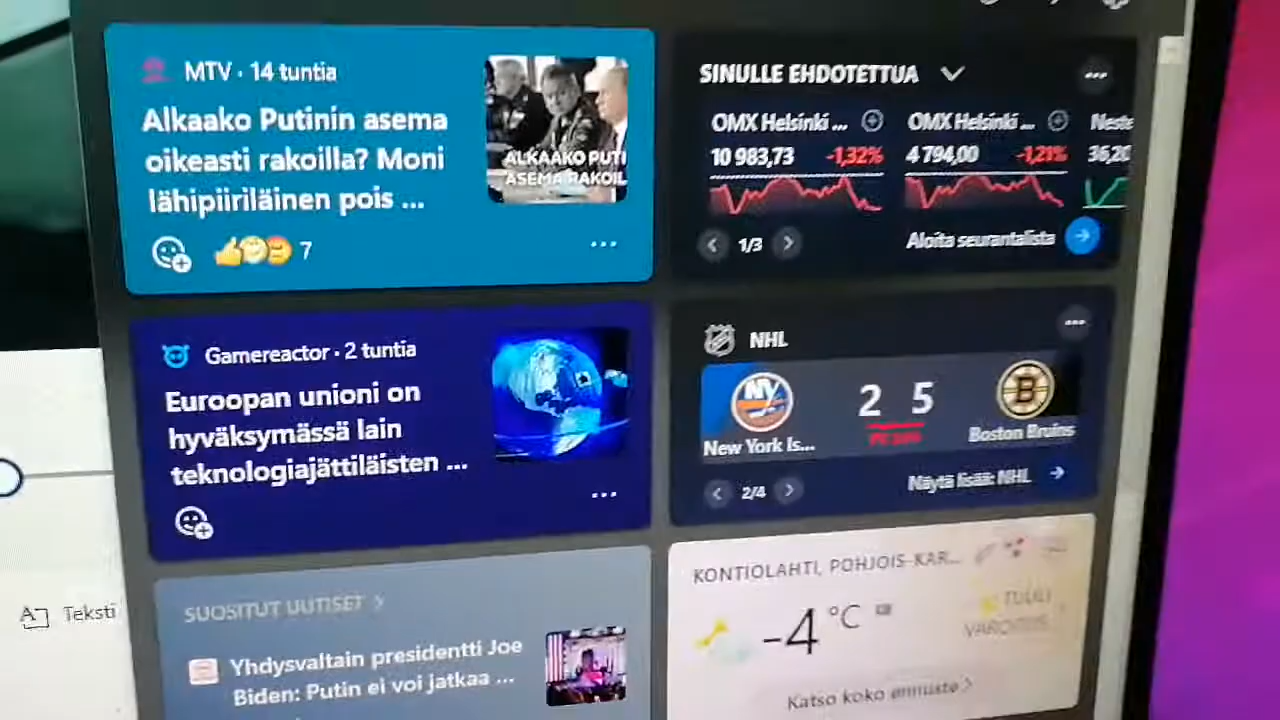 MTV · 14 tuntia
Alkaako Putinin asema
oikeasti rakoilla? Moni
lähipiiriläinen pois ...
ALKAAKO PUTI
ASEMA RAKOIL
7
SINULLE EHDOTETTUA
OMX Helsinki ...
10 983,73 -1,32%
OMX Helsinki ...
4 794,00 -1,21%
Neste
36,20
1/3
Aloita seurantalista
Gamereactor · 2 tuntia
Euroopan unioni on
hyväksymässä lain
teknologiajättiläisten ...
NHL
NY
2 5
B
New York Is...
Boston Bruins
2/4
Näytä lisää: NHL
SUOSITUT UUTISET
Yhdysvaltain presidentti Joe
Biden: Putin ei voi jatkaa ...
KONTIOLAHTI, POHJOIS-KAR...
-4 °C
TUULI
VAROITUS
Katso koko ennuste
Teksti